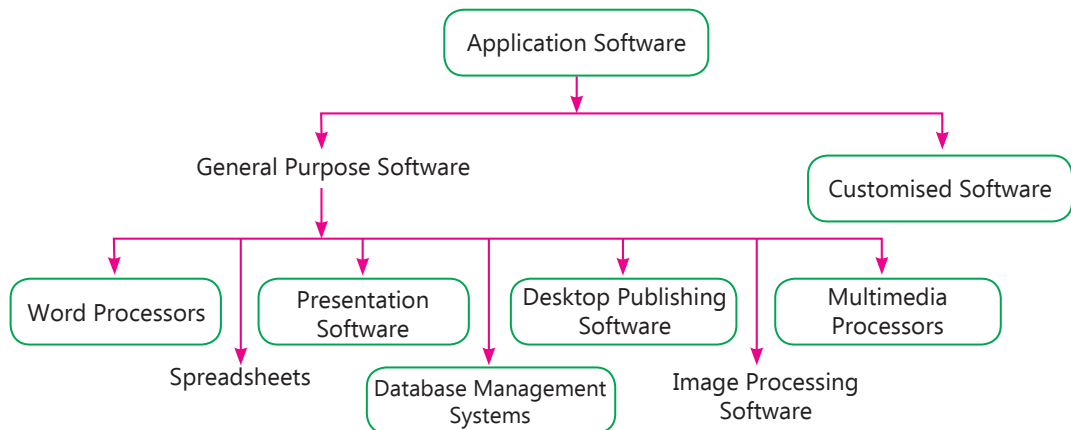 Application Software
General Purpose Software
Customised Software
Word Processors
Presentation
Software
Desktop Publishing
Software
Multimedia
Processors
Spreadsheets
Database Management
Systems
Image Processing
Software